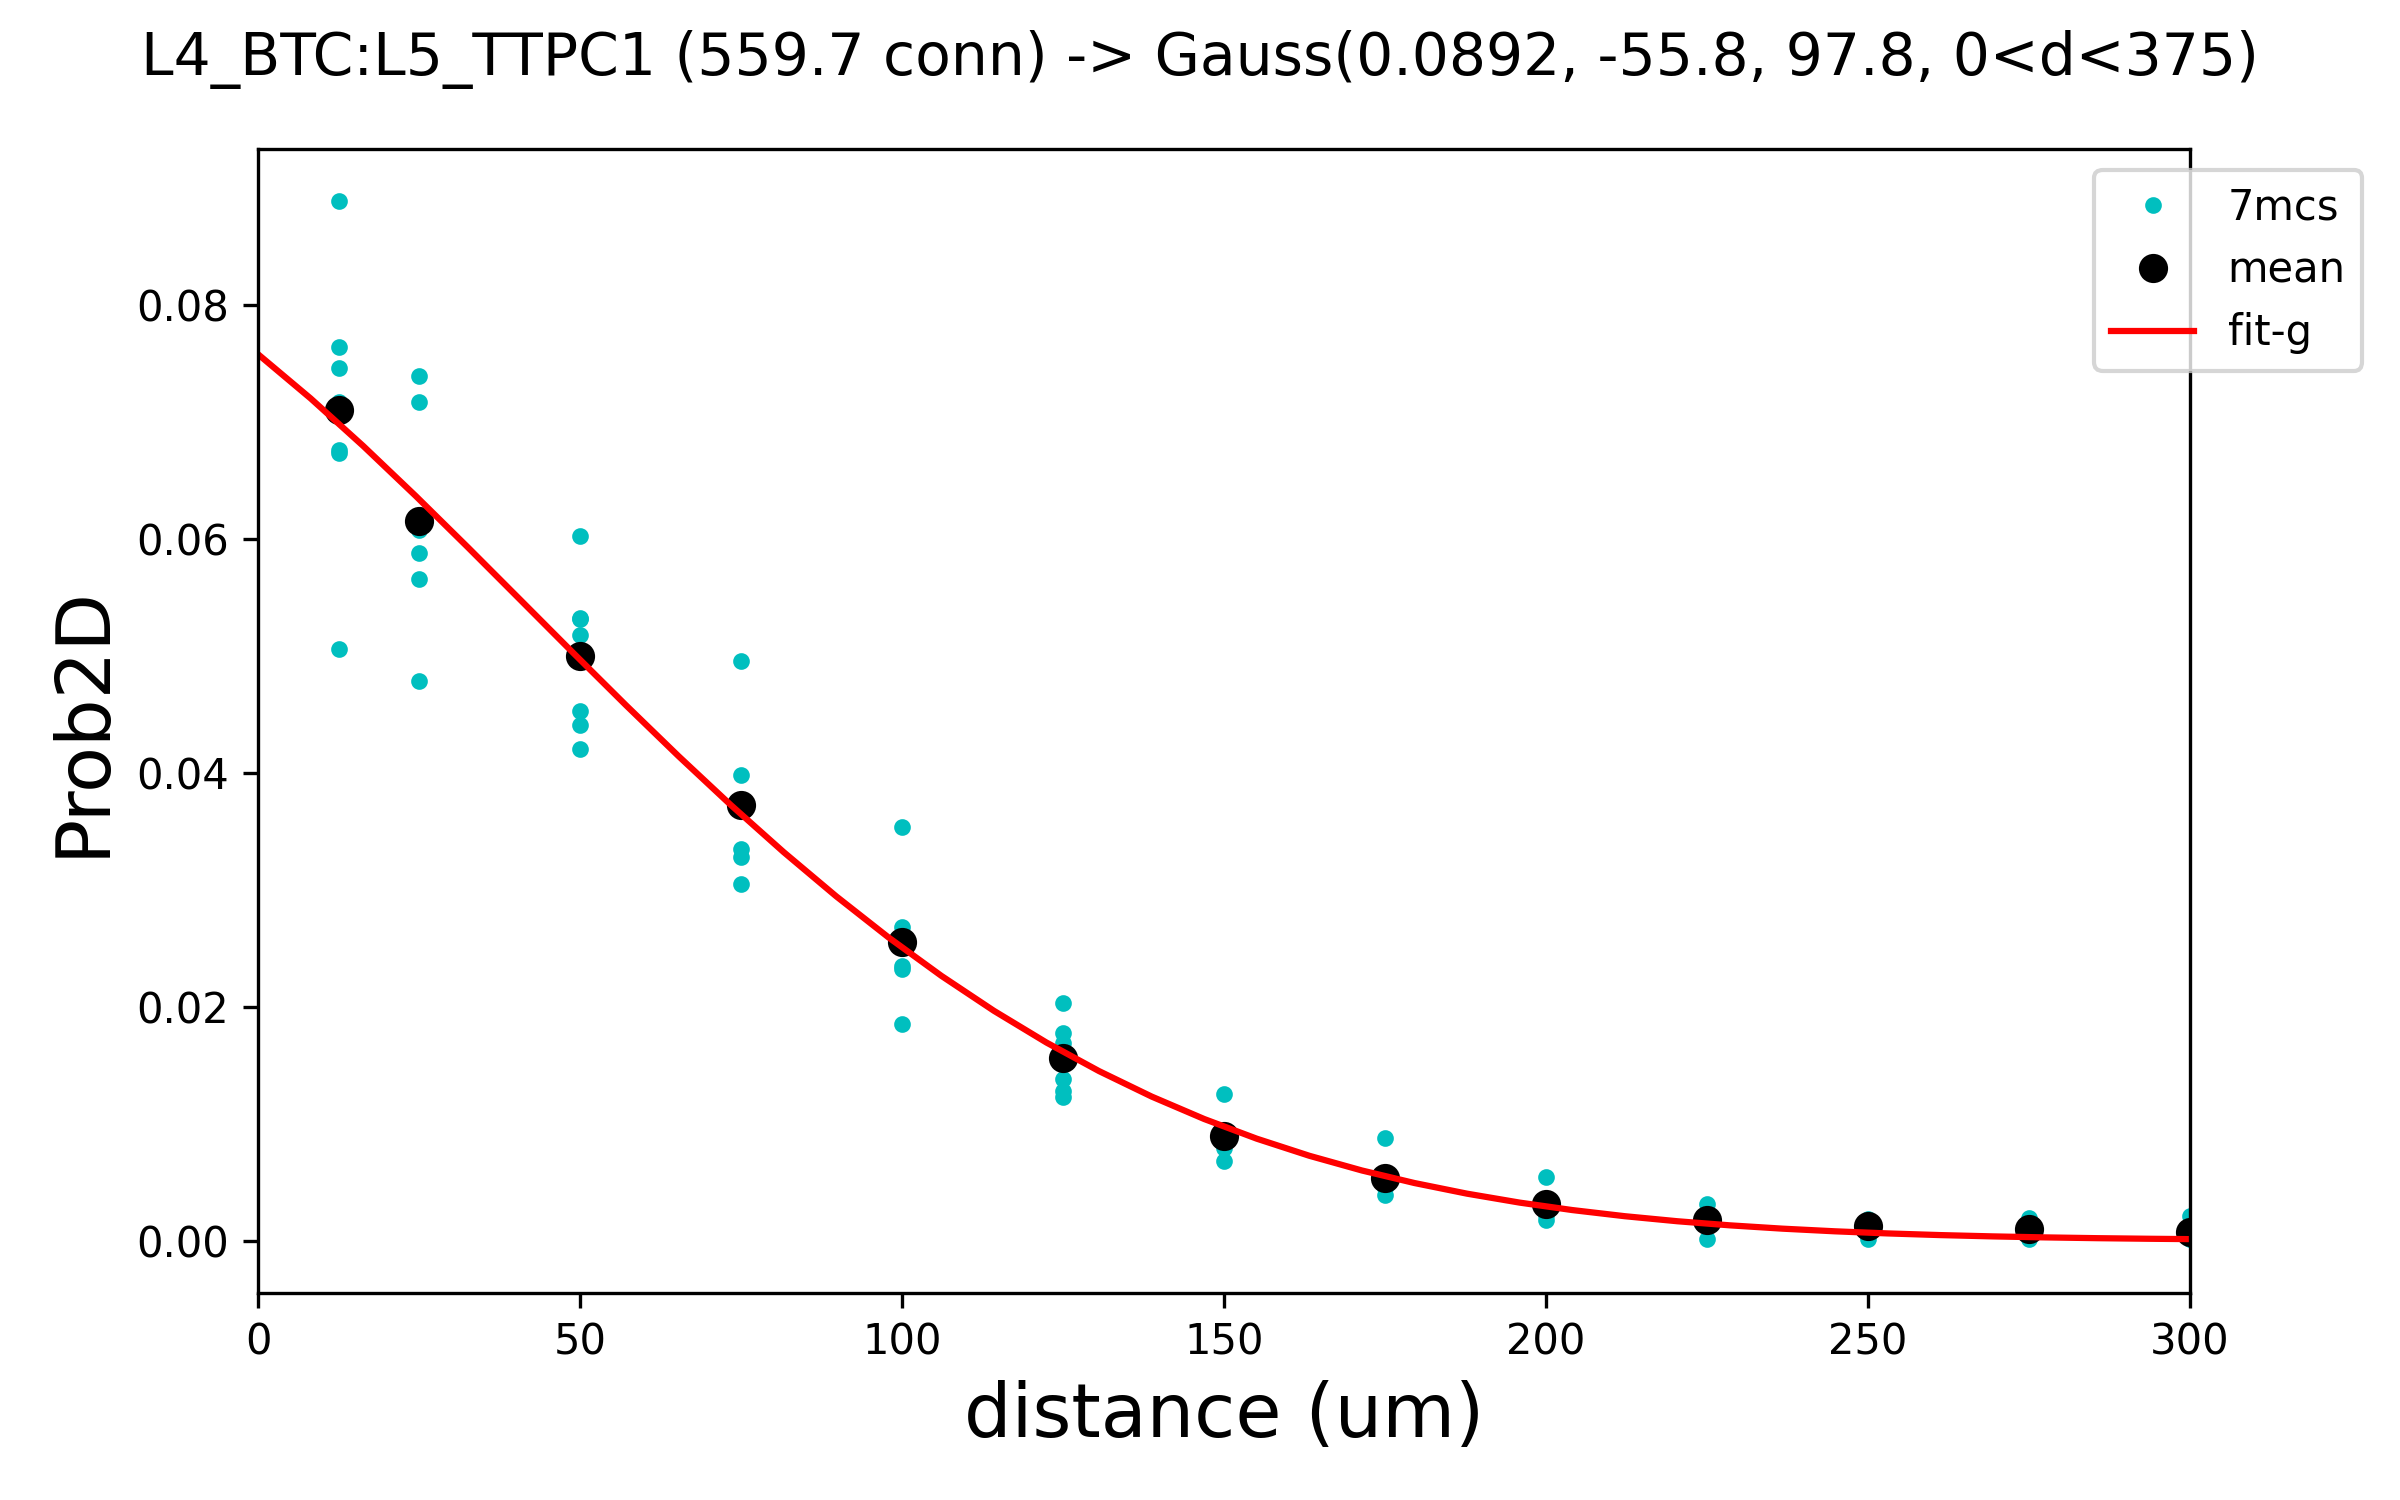 L4_BTC:L5_TTPC1 (559.7 conn) -> Gauss(0.0892, -55.8, 97.8, 0<d<375)
7mcs
mean
fit-g
Prob2D
0.08
0.06
0.04
0.02
0.00
0 50 100 150 200 250 300
distance (um)